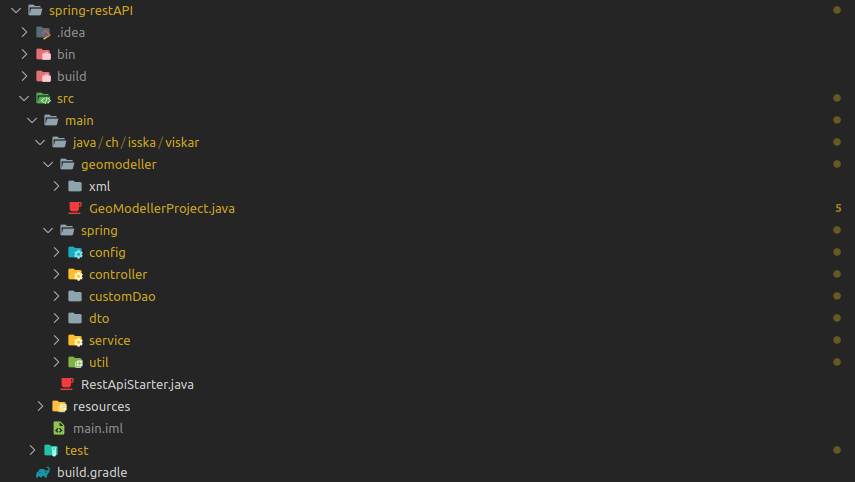 spring-restAPI
.idea
bin
build
src
main
java/ch/isska/viskar
geomodeller
xml
GeoModellerProject.java 5
spring
config
controller
customDao
dto
service
util
RestApiStarter.java
resources
main.iml
test
build.gradle